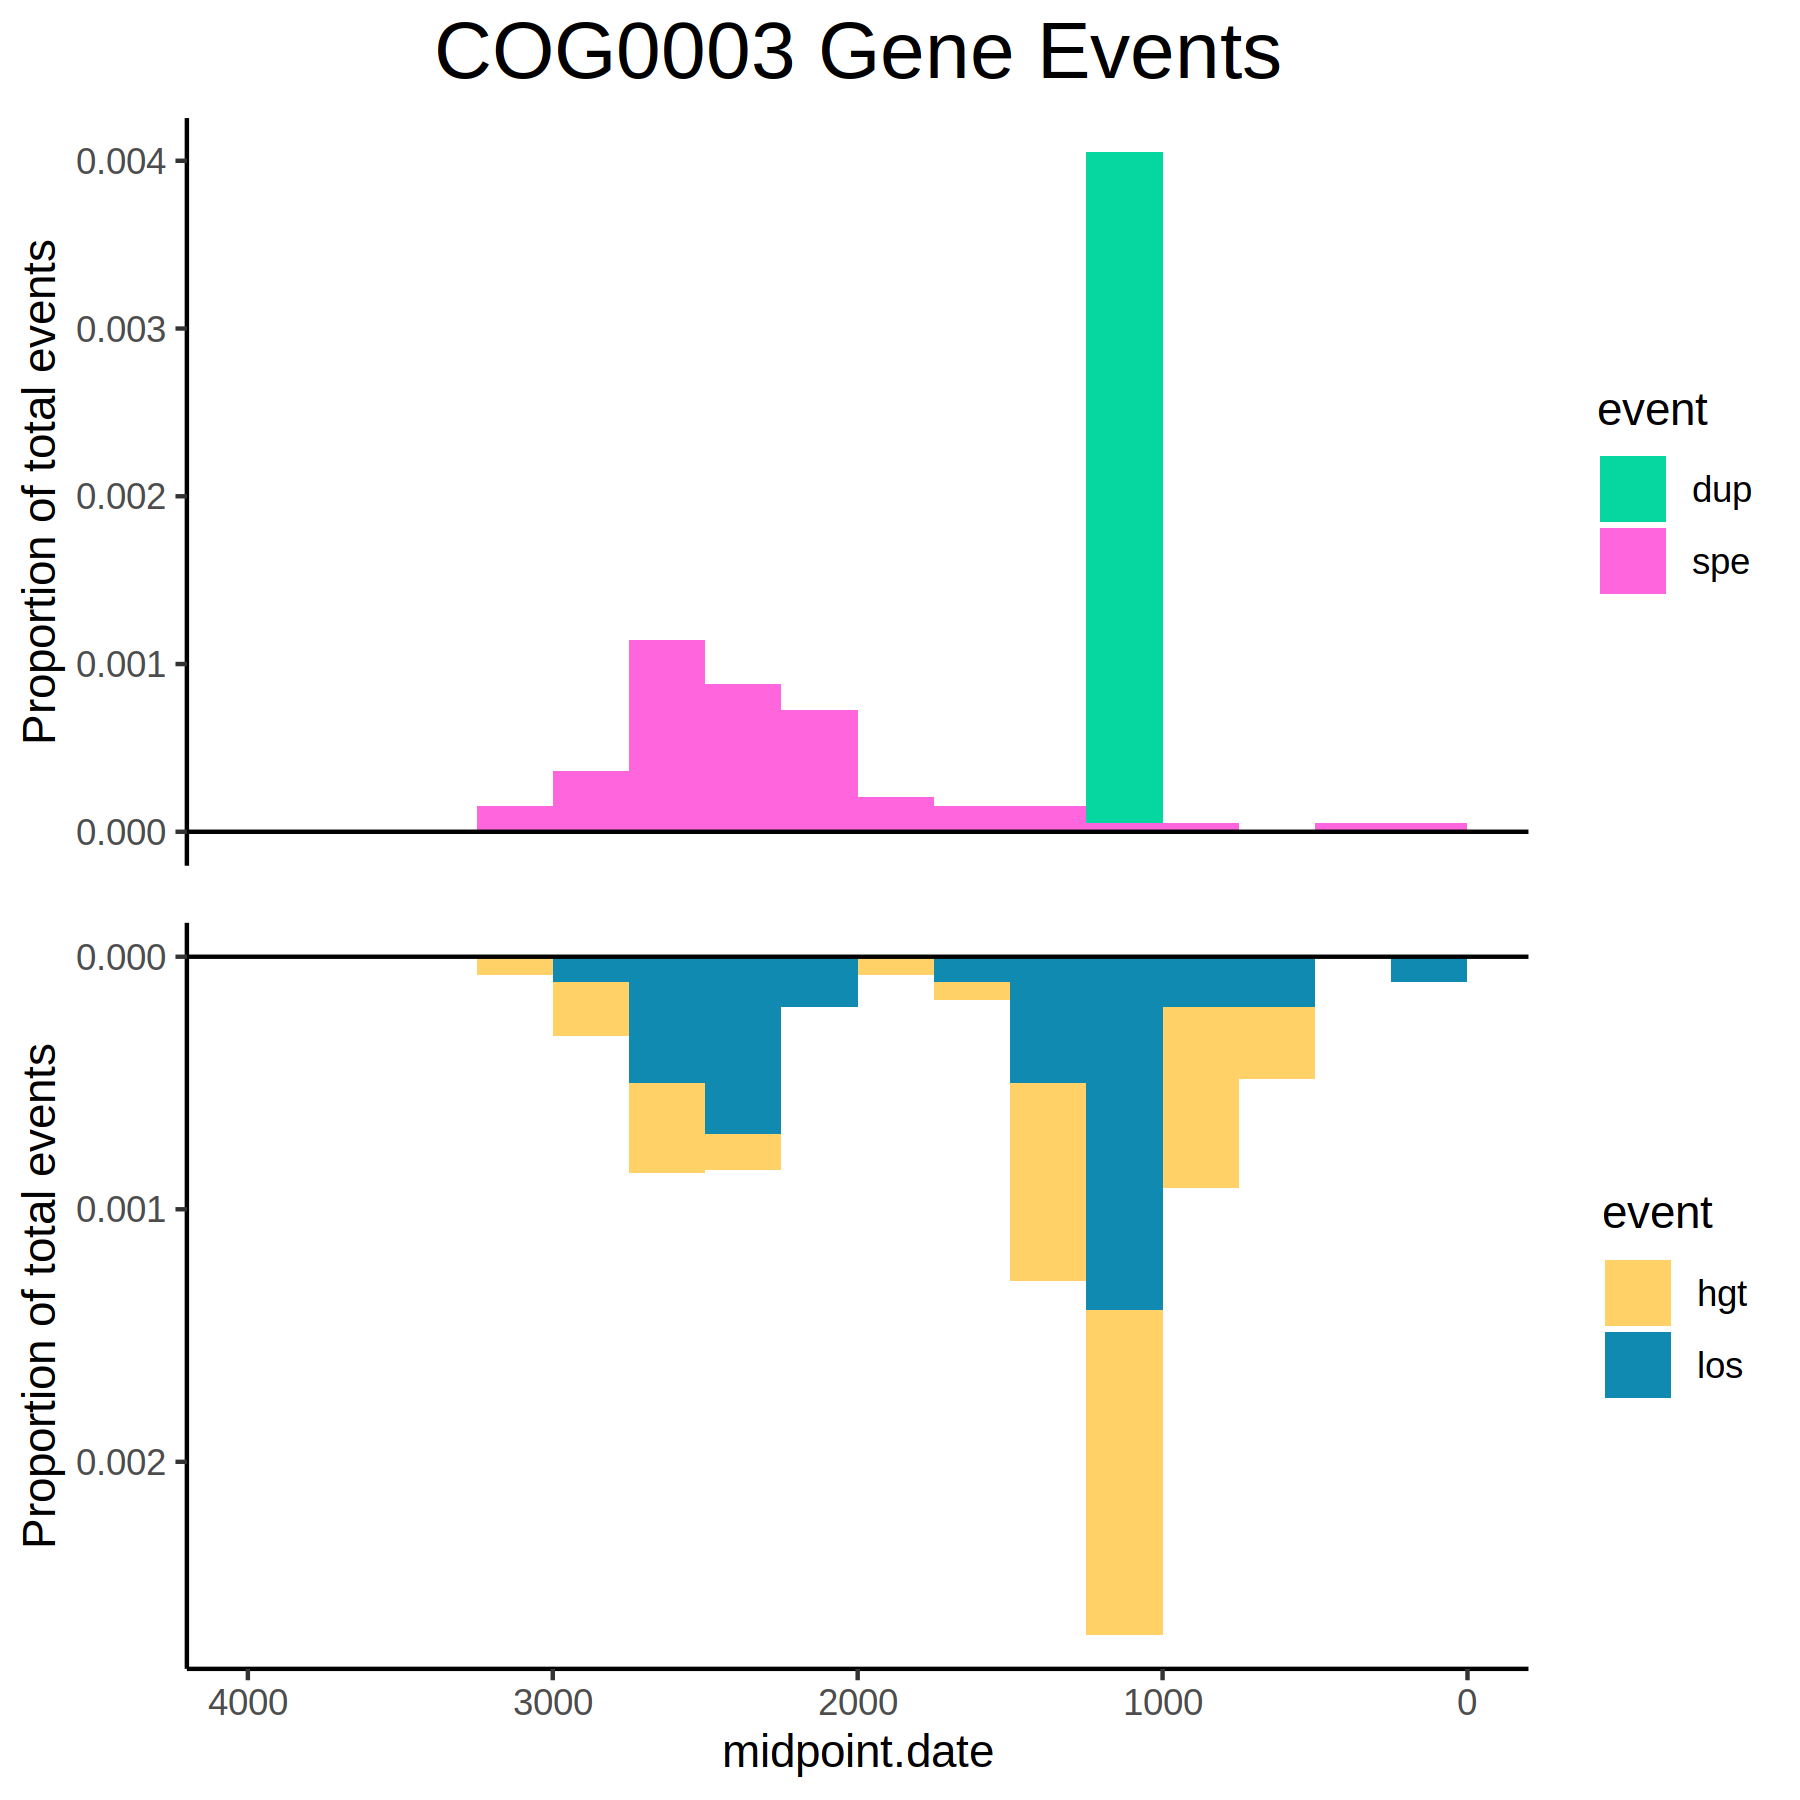 COG0003 Gene Events
Proportion of total events
0.004
0.003
0.002
0.001
0.000
event
dup
spe
Proportion of total events
0.000
0.001
0.002
event
hgt
los
4000 3000 2000 1000 0
midpoint.date